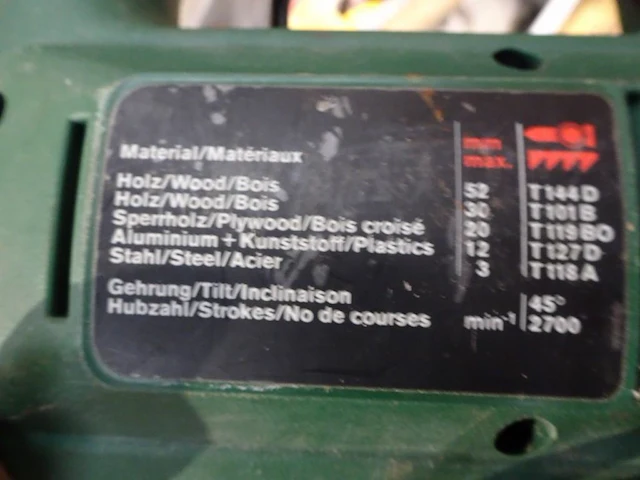 mm
Material/Matériaux max.
Holz/Wood/Bois 52 T144D
Holz/Wood/Bois 30 T101B
Sperrholz/Plywood/Bois croisé 20 T119BO
Aluminium+Kunststoff/Plastics 12 T127D
Stahl/Steel/Acier 3 T118A
Gehrung/Tilt/Inclinaison 45°
Hubzahl/Strokes/No de courses min⁻¹ 2700